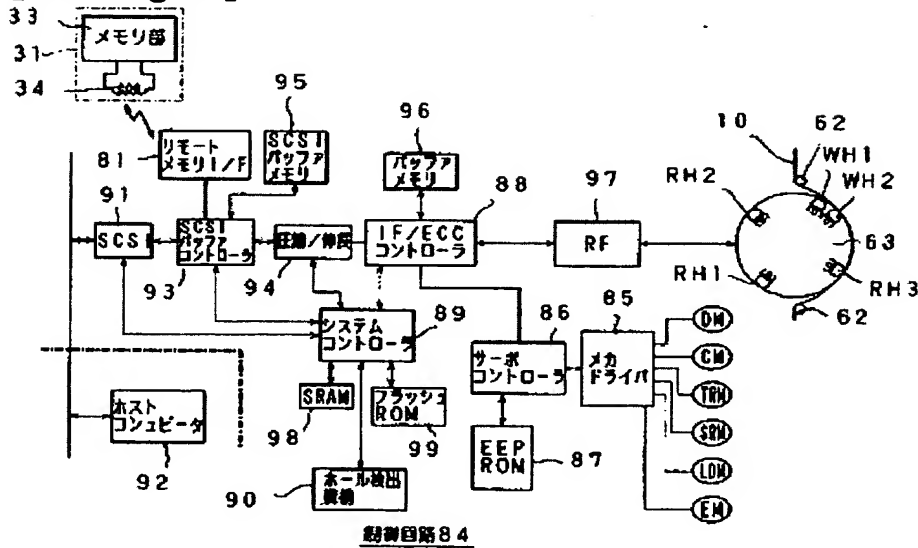 33
メモリ部
31
34
95
SCSI
バッファ
メモリ
96
バッファ
メモリ
10
62
WH1
WH2
RH2
81
リモート
メモリI/F
91
SCSI
SCSI
バッファ
コントローラ
93
圧縮/伸長
94
IF/ECC
コントローラ
88
97
RF
63
RH1
RH3
62
システム
コントローラ
89
86
サーボ
コントローラ
85
メカ
ドライバ
DM
CM
TRM
SRM
LDM
EM
SRAM
98
フラッシュ
ROM
99
ホスト
コンュピータ
92
EEP
ROM
87
90
ホール検出
機構
制御回路84